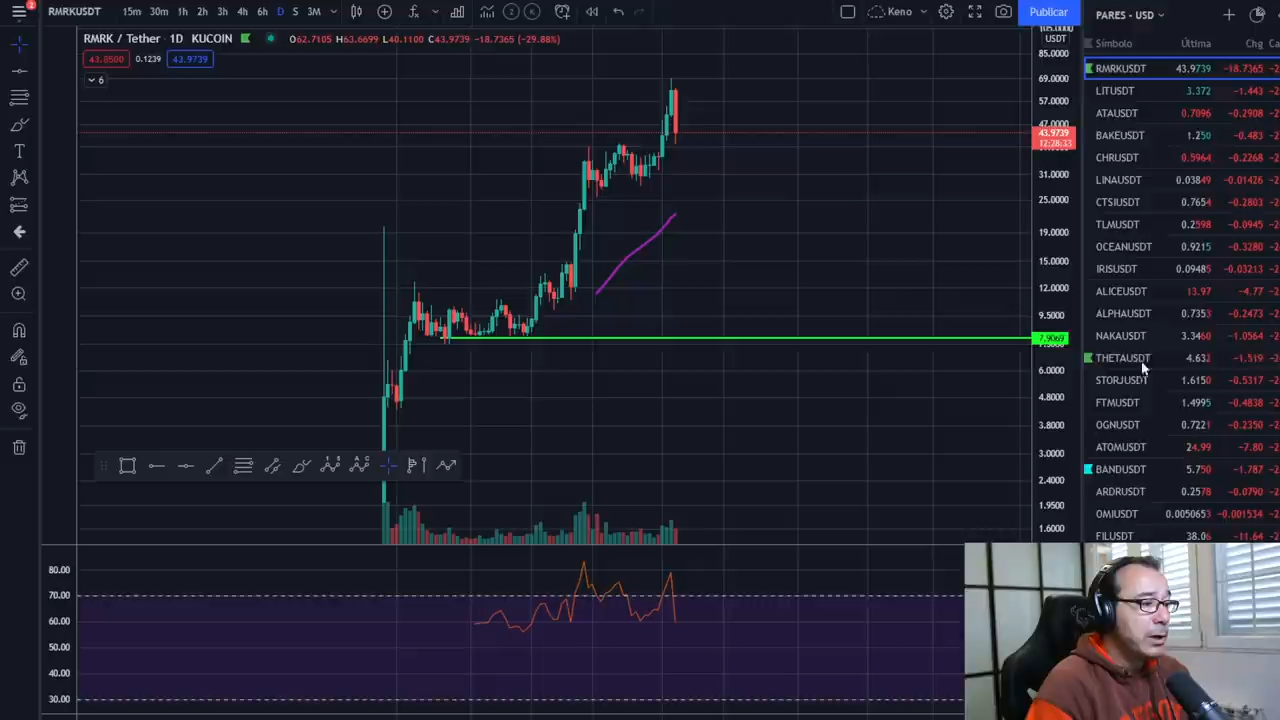 2
RMRKUSDT 15m 30m 1h 2h 3h 4h 6h D S 3M Keno Publicar PARES - USD
RMRK / Tether · 1D · KUCOIN O62.7105 H63.6699 L40.1100 C43.9739 -18.7365 (-29.88%)
43.8500 0.1239 43.9739
6
USDT
85.0000
69.0000
57.0000
47.0000
43.9739
12:28:33
31.0000
25.0000
19.0000
15.0000
12.0000
9.5000
7.9069
6.0000
4.8000
3.8000
3.0000
2.4000
1.9500
1.6000
80.00
70.00
60.00
50.00
40.00
30.00
Símbolo Última Chg
RMRKUSDT 43.9739 -18.7365
LITUSDT 3.372 -1.443
ATAUSDT 0.7096 -0.2908
BAKEUSDT 1.250 -0.483
CHRUSDT 0.5964 -0.2268
LINAUSDT 0.03849 -0.01426
CTSIUSDT 0.7654 -0.2803
TLMUSDT 0.2598 -0.0945
OCEANUSDT 0.9215 -0.3280
IRISUSDT 0.09485 -0.03213
ALICEUSDT 13.97 -4.77
ALPHAUSDT 0.7353 -0.2473
NAKAUSDT 3.3460 -1.0564
THETAUSDT 4.632 -1.519
STORJUSDT 1.6150 -0.5317
FTMUSDT 1.4995 -0.4838
OGNUSDT 0.7221 -0.2350
ATOMUSDT 24.99 -7.80
BANDUSDT 5.750 -1.787
ARDRUSDT 0.2578 -0.0790
OMIUSDT 0.0050653 -0.001534
FILUSDT 38.06 -11.64